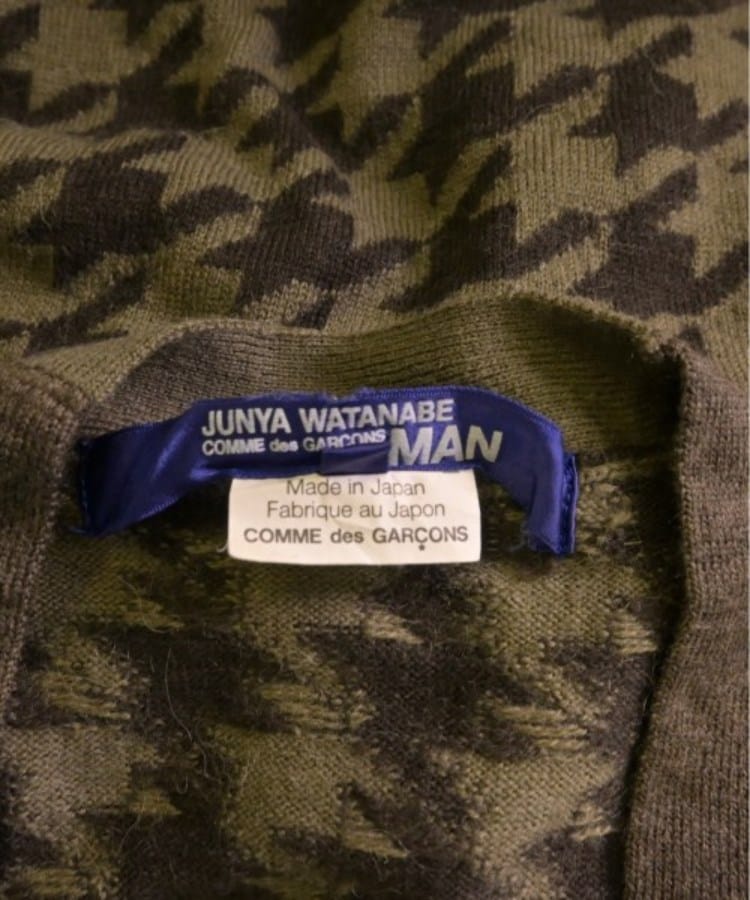 JUNYA WATANABE
COMME des GARÇONS MAN
Made in Japan
Fabrique au Japon
COMME des GARÇONS